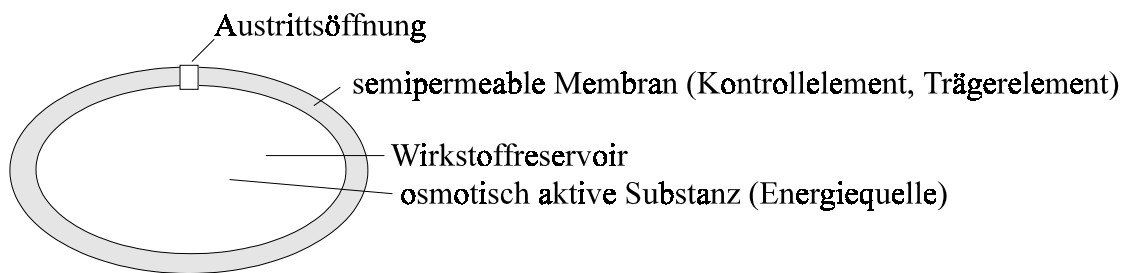 Austrittsöffnung
semipermeable Membran (Kontrollelement, Trägerelement)
Wirkstoffreservoir
osmotisch aktive Substanz (Energiequelle)